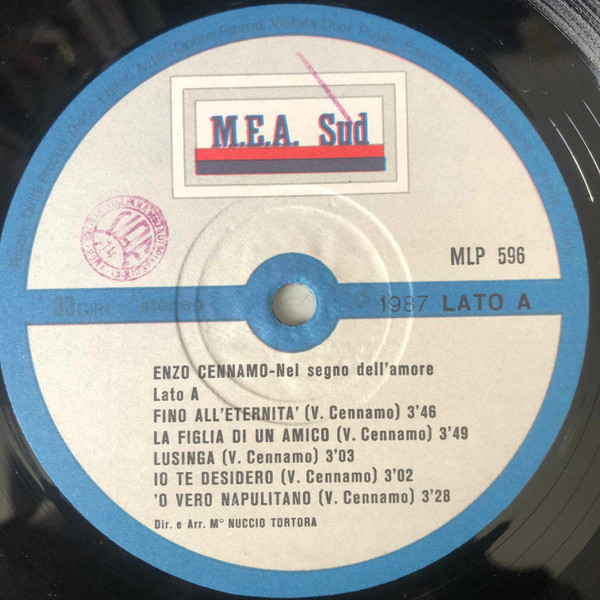 M.E.A. Sud
MLP 596
33 GIRI stereo © 1987 LATO A
ENZO CENNAMO-Nel segno dell'amore
Lato A
FINO ALL'ETERNITA' (V. Cennamo) 3'46
LA FIGLIA DI UN AMICO (V. Cennamo) 3'49
LUSINGA (V. Cennamo) 3'03
IO TE DESIDERO (V. Cennamo) 3'02
'O VERO NAPULITANO (V. Cennamo) 3'28
Dir. e Arr. M° NUCCIO TORTORA